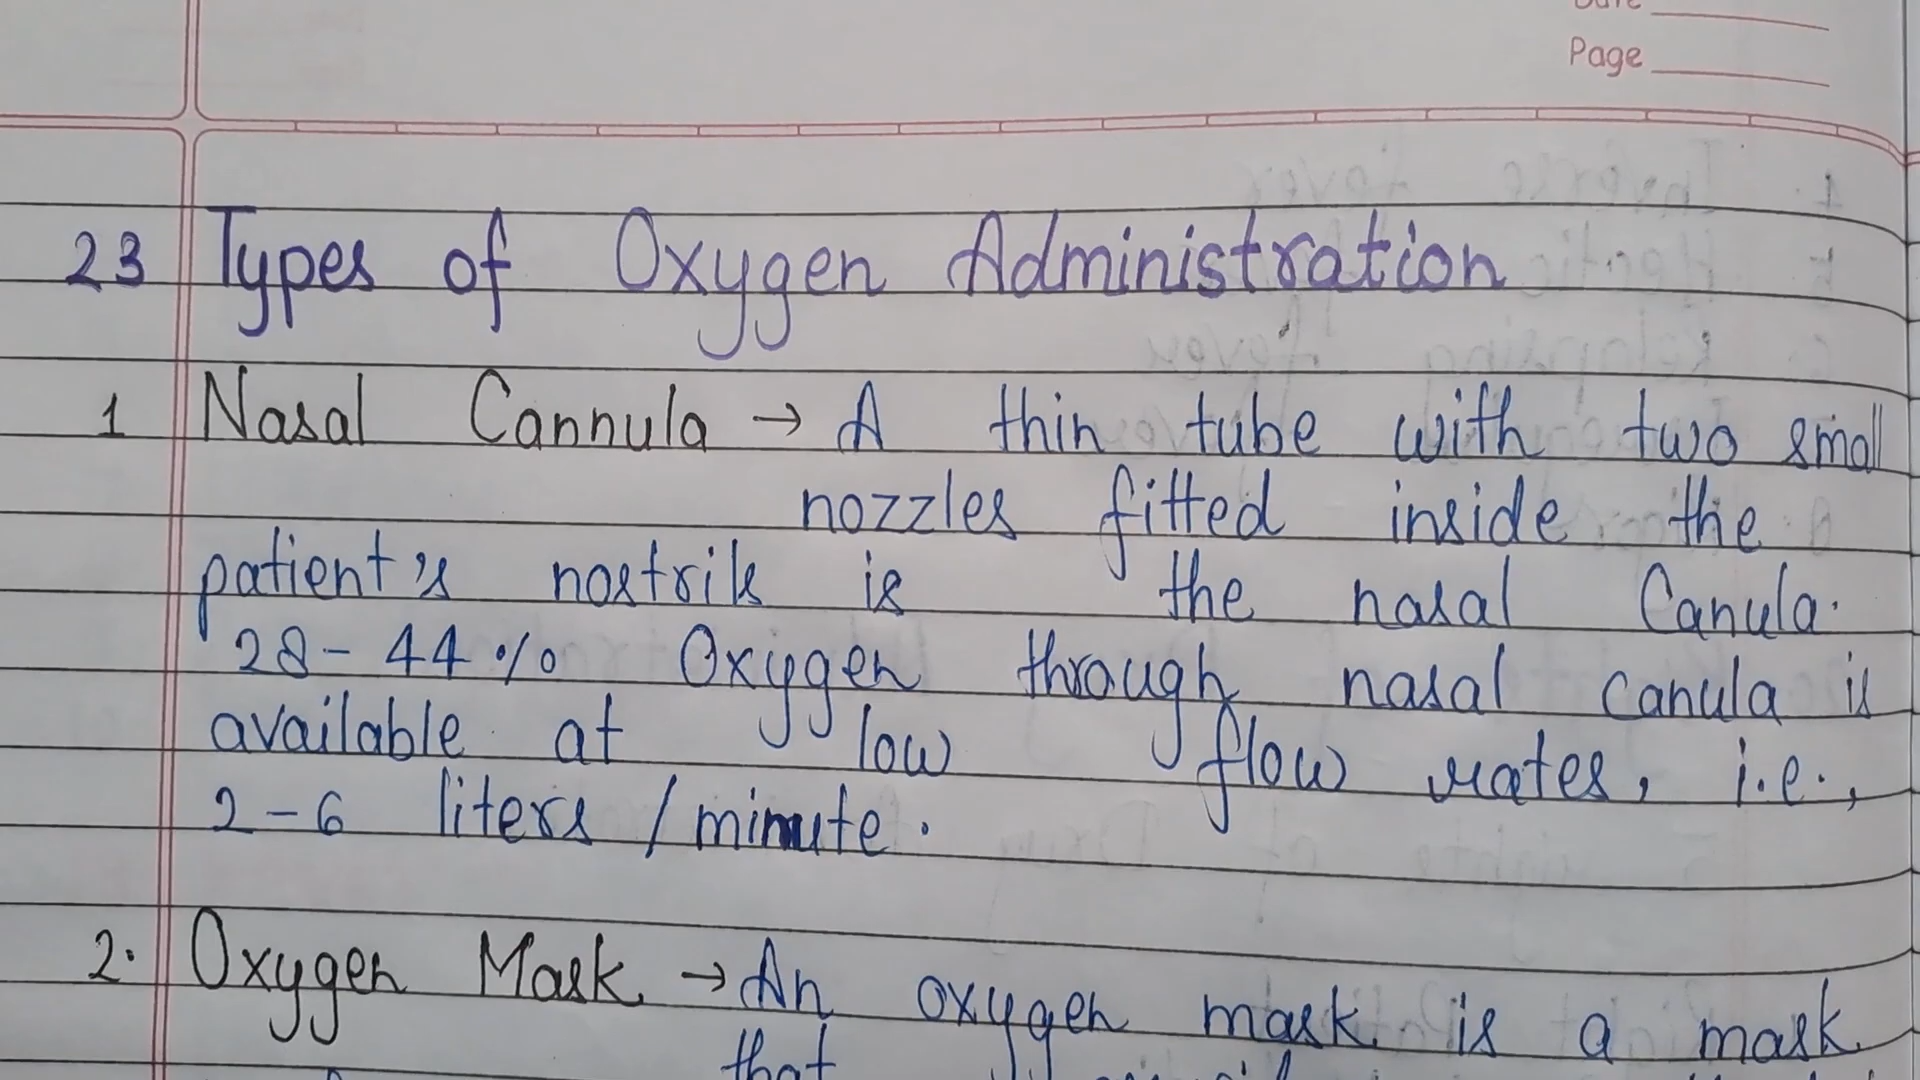 Page
23 Types of Oxygen Administration
1 Nasal Cannula → A thin tube with two small
nozzles fitted inside the
patient's nostrils is the nasal Canula.
28-44% Oxygen through nasal canula is
available at low flow rates, i.e.,
2-6 liters / minute.
2. Oxygen Mask → An oxygen mask is a mask
that